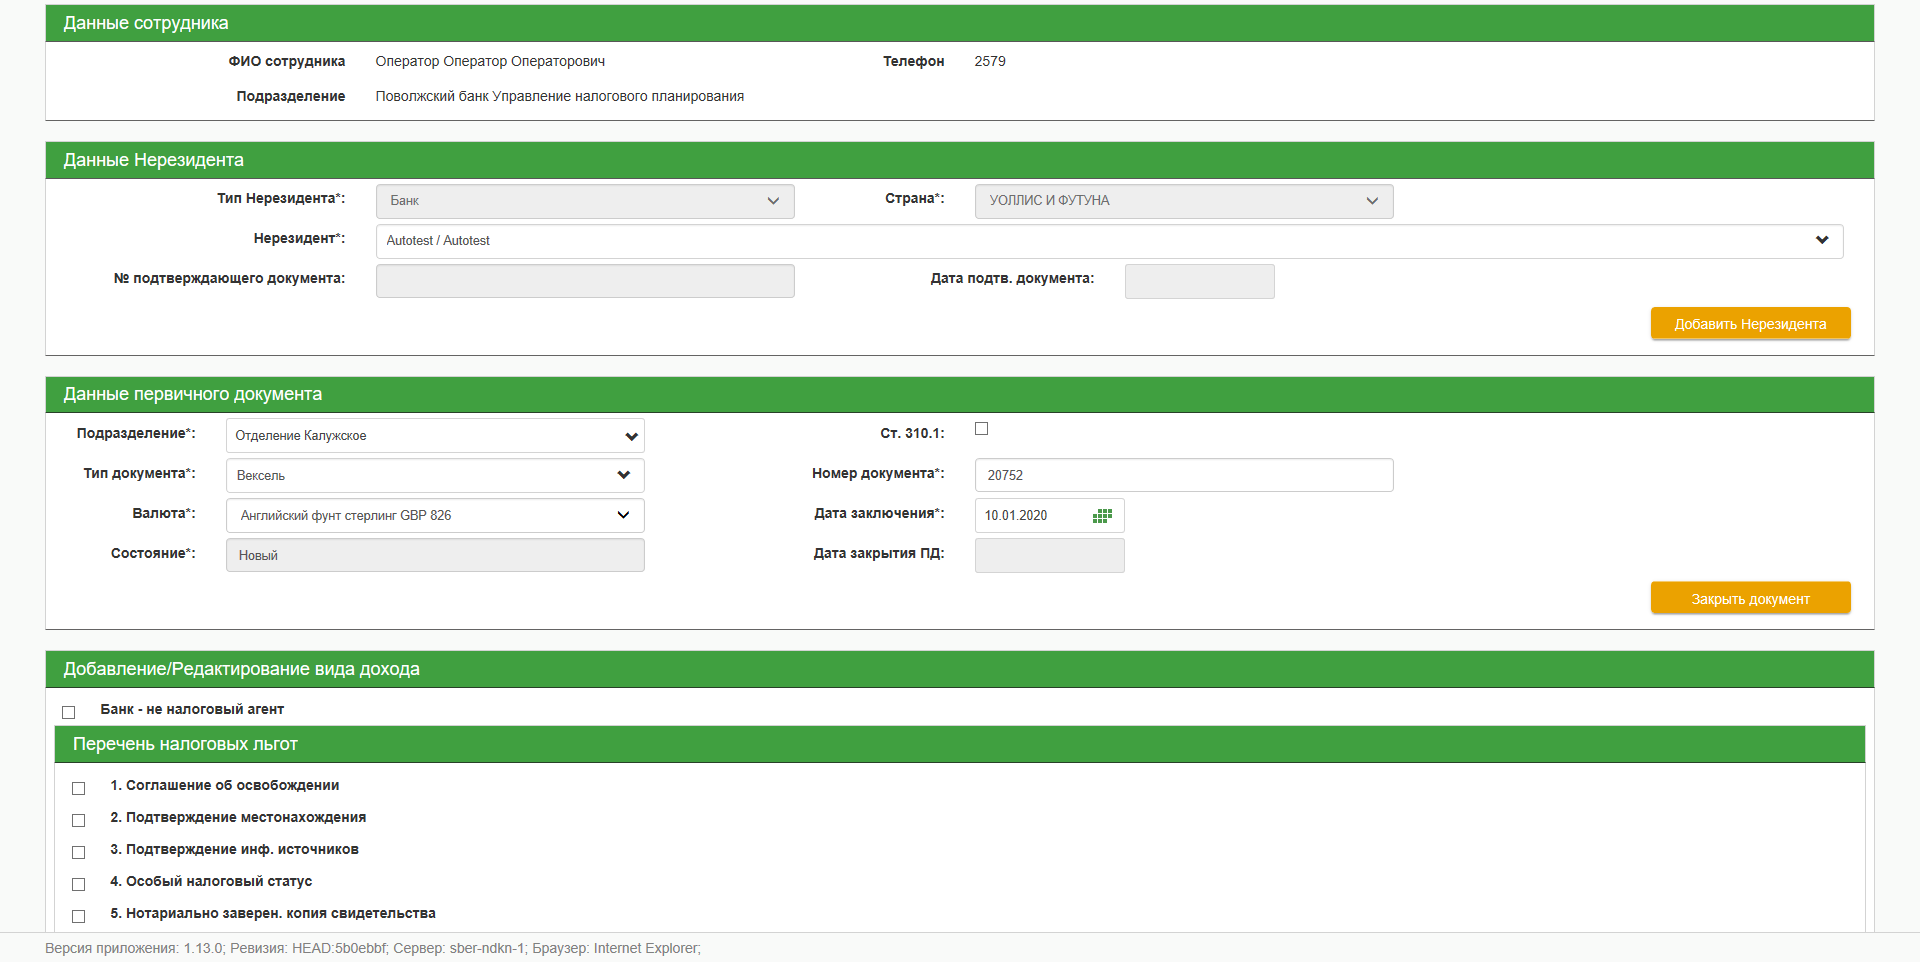 Данные сотрудника
ФИО сотрудника Оператор Оператор Операторович Телефон 2579
Подразделение Поволжский банк Управление налогового планирования
Данные Нерезидента
Тип Нерезидента*: Банк Страна*: УОЛЛИС И ФУТУНА
Нерезидент*: Autotest / Autotest
№ подтверждающего документа: Дата подтв. документа:
Добавить Нерезидента
Данные первичного документа
Подразделение*: Отделение Калужское Ст. 310.1:
Тип документа*: Вексель Номер документа*: 20752
Валюта*: Английский фунт стерлинг GBP 826 Дата заключения*: 10.01.2020
Состояние*: Новый Дата закрытия ПД:
Закрыть документ
Добавление/Редактирование вида дохода
Банк - не налоговый агент
Перечень налоговых льгот
1. Соглашение об освобождении
2. Подтверждение местонахождения
3. Подтверждение инф. источников
4. Особый налоговый статус
5. Нотариально заверен. копия свидетельства
Версия приложения: 1.13.0; Ревизия: HEAD:5b0ebbf; Сервер: sber-ndkn-1; Браузер: Internet Explorer;